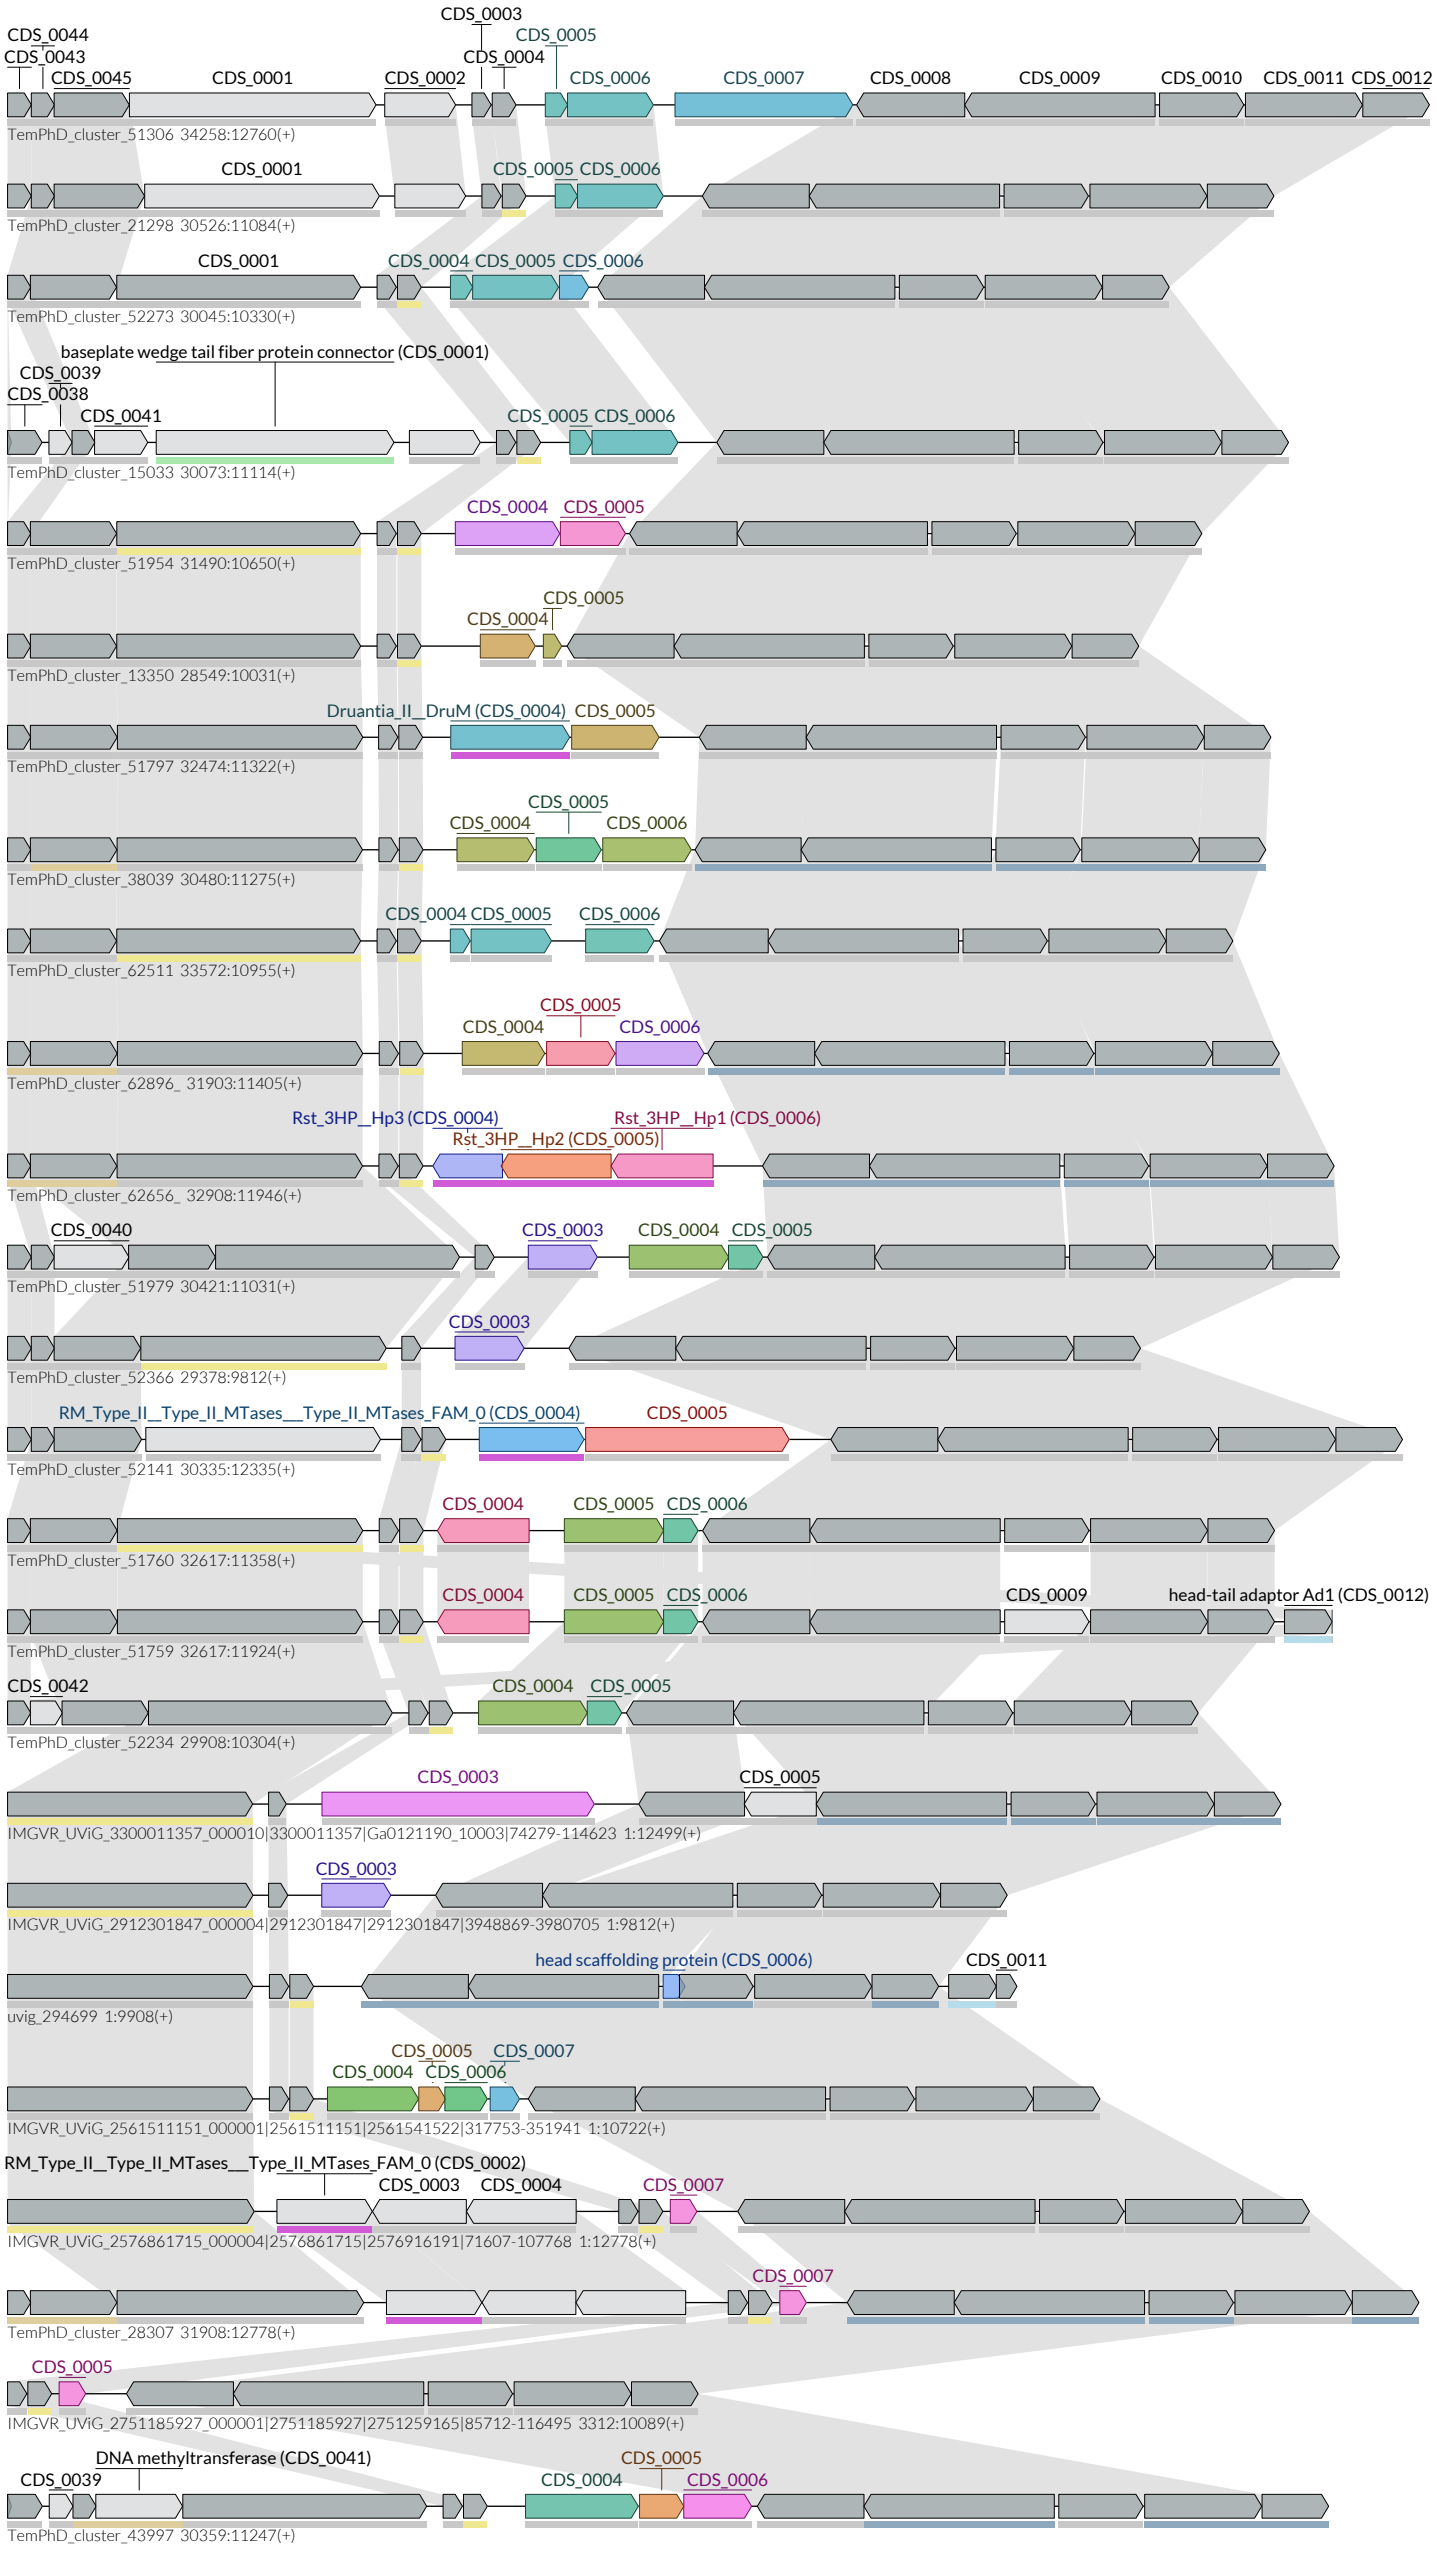 CDS_0003
CDS_0044 CDS_0005
CDS_0043 CDS_0004
CDS_0045 CDS_0001 CDS_0002 CDS_0006 CDS_0007 CDS_0008 CDS_0009 CDS_0010 CDS_0011 CDS_0012
TemPhD_cluster_51306 34258:12760(+)
CDS_0001 CDS_0005 CDS_0006
TemPhD_cluster_21298 30526:11084(+)
CDS_0001 CDS_0004 CDS_0005 CDS_0006
TemPhD_cluster_52273 30045:10330(+)
baseplate wedge tail fiber protein connector (CDS_0001)
CDS_0039
CDS_0038
CDS_0041 CDS_0005 CDS_0006
TemPhD_cluster_15033 30073:11114(+)
CDS_0004 CDS_0005
TemPhD_cluster_51954 31490:10650(+)
CDS_0005
CDS_0004
TemPhD_cluster_13350 28549:10031(+)
Druantia_II__DruM (CDS_0004) CDS_0005
TemPhD_cluster_51797 32474:11322(+)
CDS_0005
CDS_0004 CDS_0006
TemPhD_cluster_38039 30480:11275(+)
CDS_0004 CDS_0005 CDS_0006
TemPhD_cluster_62511 33572:10955(+)
CDS_0005
CDS_0004 CDS_0006
TemPhD_cluster_62896_ 31903:11405(+)
Rst_3HP__Hp3 (CDS_0004) Rst_3HP__Hp1 (CDS_0006)
Rst_3HP__Hp2 (CDS_0005)
TemPhD_cluster_62656_ 32908:11946(+)
CDS_0040 CDS_0003 CDS_0004 CDS_0005
TemPhD_cluster_51979 30421:11031(+)
CDS_0003
TemPhD_cluster_52366 29378:9812(+)
RM_Type_II__Type_II_MTases___Type_II_MTases_FAM_0 (CDS_0004) CDS_0005
TemPhD_cluster_52141 30335:12335(+)
CDS_0004 CDS_0005 CDS_0006
TemPhD_cluster_51760 32617:11358(+)
CDS_0004 CDS_0005 CDS_0006 CDS_0009 head-tail adaptor Ad1 (CDS_0012)
TemPhD_cluster_51759 32617:11924(+)
CDS_0042 CDS_0004 CDS_0005
TemPhD_cluster_52234 29908:10304(+)
CDS_0003 CDS_0005
IMGVR_UViG_3300011357_000010|3300011357|Ga0121190_10003|74279-114623 1:12499(+)
CDS_0003
IMGVR_UViG_2912301847_000004|2912301847|2912301847|3948869-3980705 1:9812(+)
head scaffolding protein (CDS_0006) CDS_0011
uvig_294699 1:9908(+)
CDS_0005 CDS_0007
CDS_0004 CDS_0006
IMGVR_UViG_2561511151_000001|2561511151|2561541522|317753-351941 1:10722(+)
RM_Type_II__Type_II_MTases___Type_II_MTases_FAM_0 (CDS_0002)
CDS_0003 CDS_0004 CDS_0007
IMGVR_UViG_2576861715_000004|2576861715|2576916191|71607-107768 1:12778(+)
CDS_0007
TemPhD_cluster_28307 31908:12778(+)
CDS_0005
IMGVR_UViG_2751185927_000001|2751185927|2751259165|85712-116495 3312:10089(+)
DNA methyltransferase (CDS_0041) CDS_0005
CDS_0039 CDS_0004 CDS_0006
TemPhD_cluster_43997 30359:11247(+)